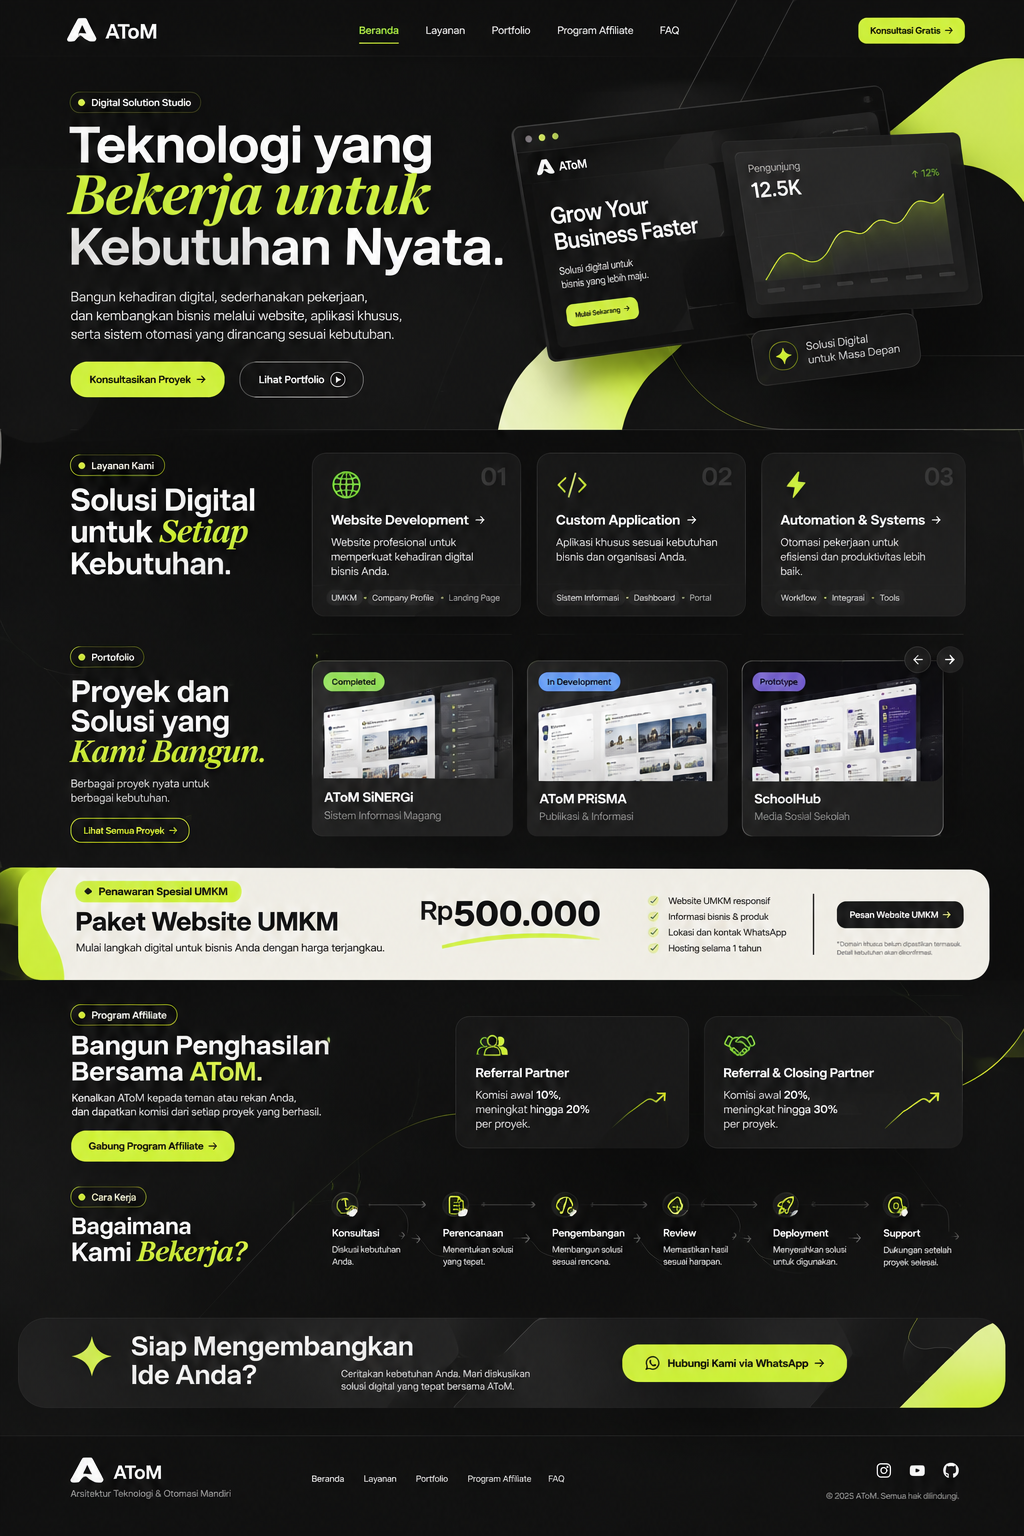 AToM
Beranda
Layanan
Portfolio
Program Affiliate
FAQ
Konsultasi Gratis →
Digital Solution Studio
Teknologi yang
Bekerja untuk
Kebutuhan Nyata.
Bangun kehadiran digital, sederhanakan pekerjaan,
dan kembangkan bisnis melalui website, aplikasi khusus,
serta sistem otomasi yang dirancang sesuai kebutuhan.
Konsultasikan Proyek →
Lihat Portfolio
AToM
Grow Your
Business Faster
Solusi digital untuk
bisnis yang lebih maju.
Mulai Sekarang →
Pengunjung
12.5K
↑ 12%
Solusi Digital
untuk Masa Depan
Layanan Kami
Solusi Digital
untuk Setiap
Kebutuhan.
01
Website Development →
Website profesional untuk
memperkuat kehadiran digital
bisnis Anda.
UMKM • Company Profile • Landing Page
02
Custom Application →
Aplikasi khusus sesuai kebutuhan
bisnis dan organisasi Anda.
Sistem Informasi • Dashboard • Portal
03
Automation & Systems →
Otomasi pekerjaan untuk
efisiensi dan produktivitas lebih
baik.
Workflow • Integrasi • Tools
Portofolio
Proyek dan
Solusi yang
Kami Bangun.
Berbagai proyek nyata untuk
berbagai kebutuhan.
Lihat Semua Proyek →
← →
Completed
AToM SiNERGi
Sistem Informasi Magang
In Development
AToM PRiSMA
Publikasi & Informasi
Prototype
SchoolHub
Media Sosial Sekolah
Penawaran Spesial UMKM
Paket Website UMKM
Mulai langkah digital untuk bisnis Anda dengan harga terjangkau.
Rp500.000
Website UMKM responsif
Informasi bisnis & produk
Lokasi dan kontak WhatsApp
Hosting selama 1 tahun
Pesan Website UMKM →
*Domain khusus belum dipastikan termasuk.
Detail kebutuhan akan dikonfirmasi.
Program Affiliate
Bangun Penghasilan
Bersama AToM.
Kenalkan AToM kepada teman atau rekan Anda,
dan dapatkan komisi dari setiap proyek yang berhasil.
Gabung Program Affiliate →
Referral Partner
Komisi awal 10%,
meningkat hingga 20%
per proyek.
Referral & Closing Partner
Komisi awal 20%,
meningkat hingga 30%
per proyek.
Cara Kerja
Bagaimana
Kami Bekerja?
Konsultasi
Diskusi kebutuhan
Anda.
Perencanaan
Menentukan solusi
yang tepat.
Pengembangan
Membangun solusi
sesuai rencana.
Review
Memastikan hasil
sesuai harapan.
Deployment
Menyerahkan solusi
untuk digunakan.
Support
Dukungan setelah
proyek selesai.
Siap Mengembangkan
Ide Anda?
Ceritakan kebutuhan Anda. Mari diskusikan
solusi digital yang tepat bersama AToM.
Hubungi Kami via WhatsApp →
AToM
Arsitektur Teknologi & Otomasi Mandiri
Beranda
Layanan
Portfolio
Program Affiliate
FAQ
© 2025 AToM. Semua hak dilindungi.